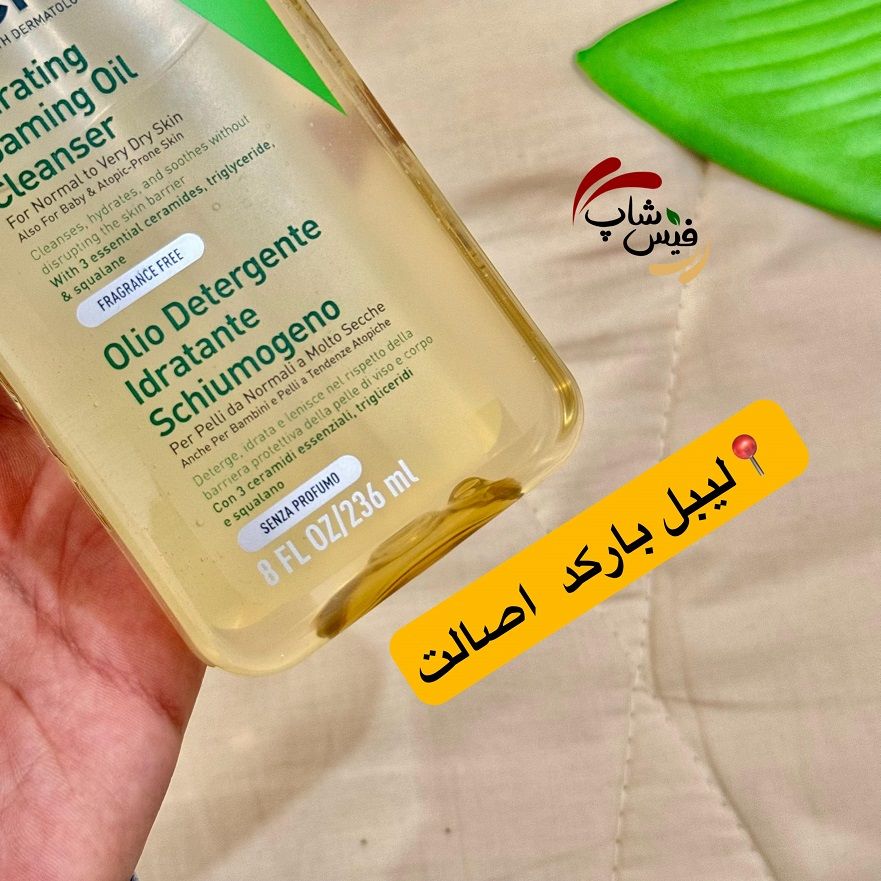 H DERMATOLO
rating
aming Oil
Cleanser
For Normal to Very Dry Skin
Also For Baby & Atopic-Prone Skin
Cleanses, hydrates, and soothes without
disrupting the skin barrier
With 3 essential ceramides, triglyceride,
& squalane
FRAGRANCE FREE
Olio Detergente
Idratante
Schiumogeno
Per Pelli da Normali a Molto Secche
Anche Per Bambini e Pelli a Tendenze Atopiche
Deterge, idrata e lenisce nel rispetto della
barriera protettiva della pelle di viso e corpo
Con 3 ceramidi essenziali, trigliceridi
e squalano
SENZA PROFUMO
8 FL OZ/236 ml
فیس شاپ
لیبل بارکد اصالت